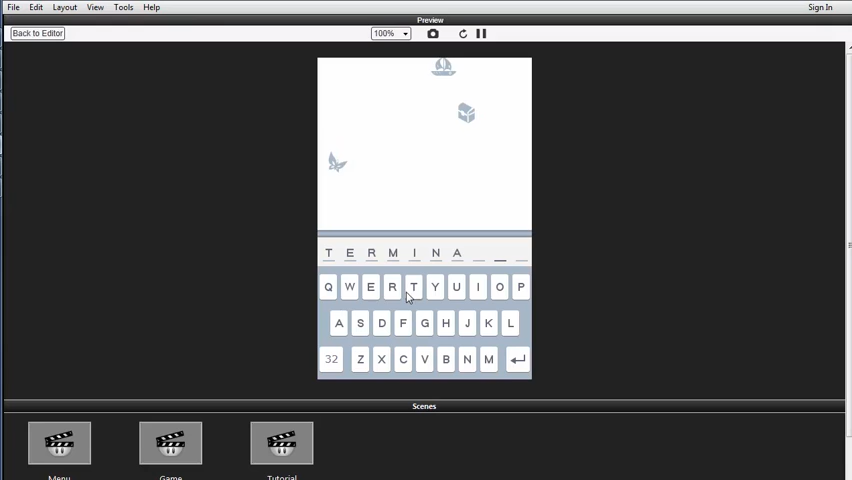 File Edit Layout View Tools Help Sign In
Preview
Back to Editor 100%
T E R M I N A _ _ _
Q W E R T Y U I O P
A S D F G H J K L
32 Z X C V B N M
Scenes
Menu Game Tutorial